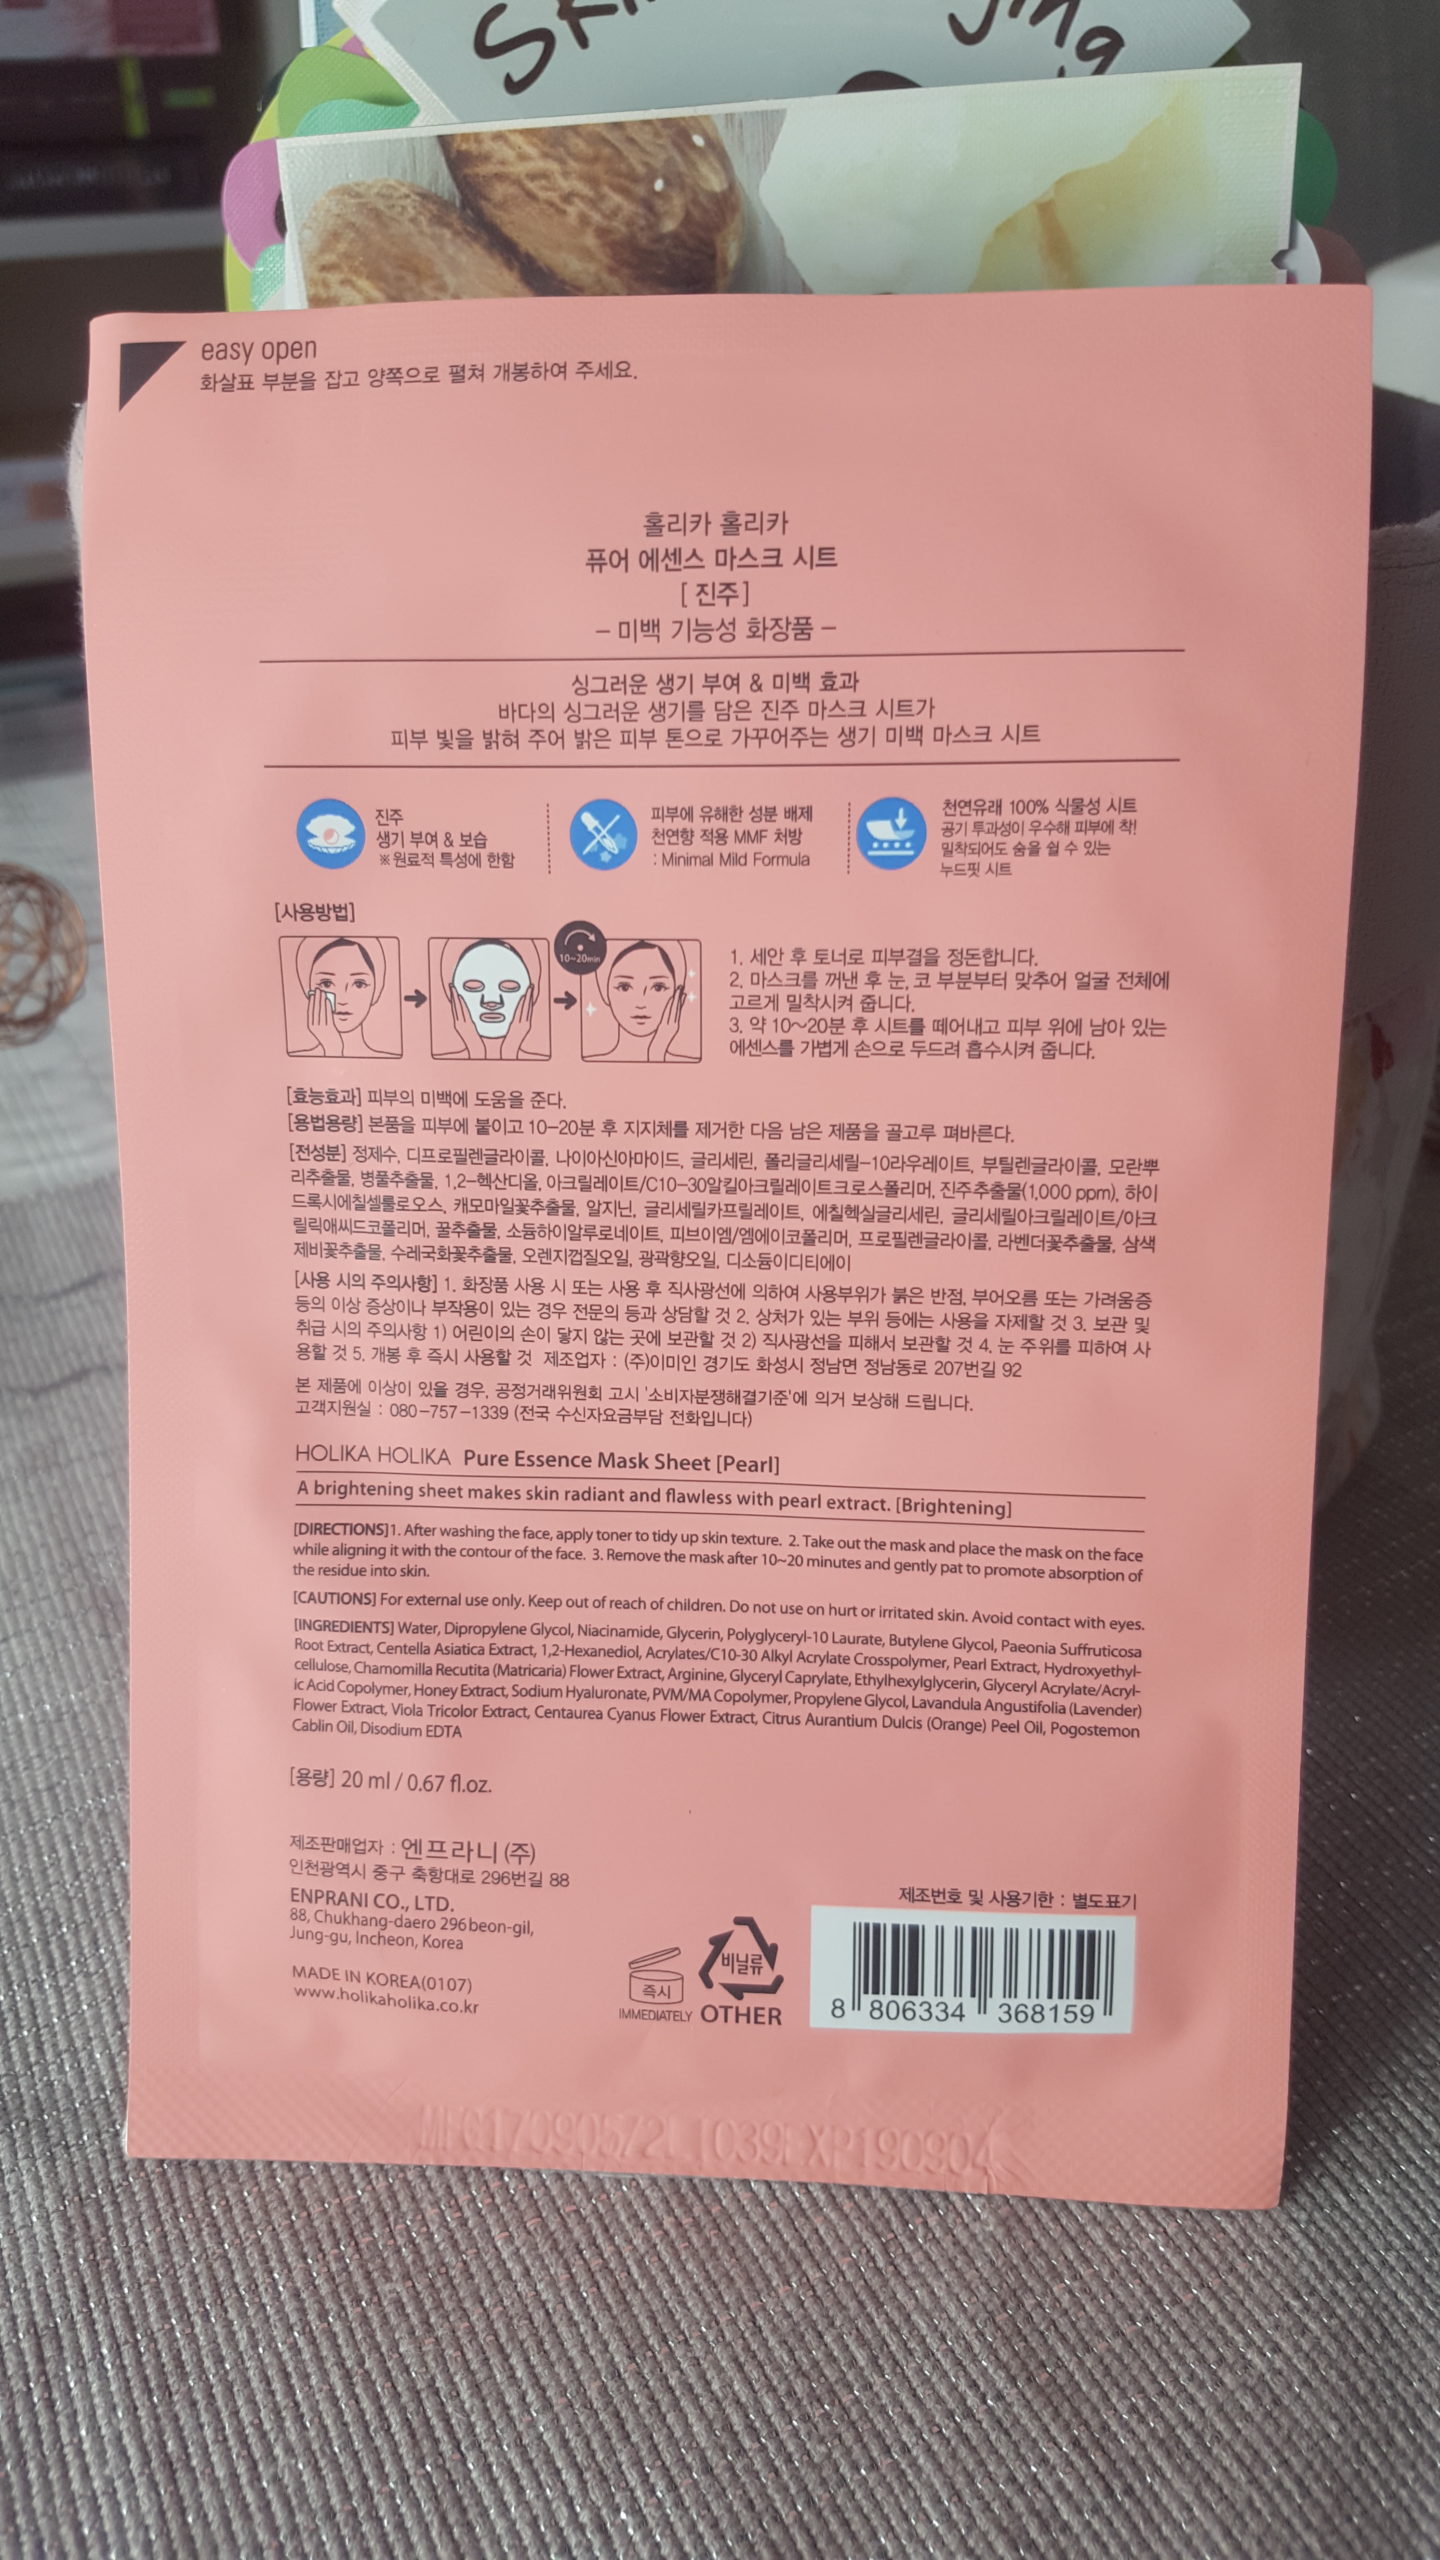 easy open
화살표 부분을 잡고 양쪽으로 펼쳐 개봉하여 주세요.
홀리카 홀리카
퓨어 에센스 마스크 시트
[ 진주 ]
– 미백 기능성 화장품 –
싱그러운 생기 부여 & 미백 효과
바다의 싱그러운 생기를 담은 진주 마스크 시트가
피부 빛을 밝혀 주어 밝은 피부 톤으로 가꾸어주는 생기 미백 마스크 시트
진주
생기 부여 & 보습
※원료적 특성에 한함
피부에 유해한 성분 배제
천연향 적용 MMF 처방
: Minimal Mild Formula
천연유래 100% 식물성 시트
공기 투과성이 우수해 피부에 착!
밀착되어도 숨을 쉴 수 있는
누드핏 시트
[사용방법]
10~20min
1. 세안 후 토너로 피부결을 정돈합니다.
2. 마스크를 꺼낸 후 눈, 코 부분부터 맞추어 얼굴 전체에
고르게 밀착시켜 줍니다.
3. 약 10~20분 후 시트를 떼어내고 피부 위에 남아 있는
에센스를 가볍게 손으로 두드려 흡수시켜 줍니다.
[효능효과] 피부의 미백에 도움을 준다.
[용법용량] 본품을 피부에 붙이고 10-20분 후 지지체를 제거한 다음 남은 제품을 골고루 펴바른다.
[전성분] 정제수, 디프로필렌글라이콜, 나이아신아마이드, 글리세린, 폴리글리세릴-10라우레이트, 부틸렌글라이콜, 모란뿌
리추출물, 병풀추출물, 1,2-헥산디올, 아크릴레이트/C10-30알킬아크릴레이트크로스폴리머, 진주추출물(1,000 ppm), 하이
드록시에칠셀룰로오스, 캐모마일꽃추출물, 알지닌, 글리세릴카프릴레이트, 에칠헥실글리세린, 글리세릴아크릴레이트/아크
릴릭애씨드코폴리머, 꿀추출물, 소듐하이알루로네이트, 피브이엠/엠에이코폴리머, 프로필렌글라이콜, 라벤더꽃추출물, 삼색
제비꽃추출물, 수레국화꽃추출물, 오렌지껍질오일, 광곽향오일, 디소듐이디티에이
[사용 시의 주의사항] 1. 화장품 사용 시 또는 사용 후 직사광선에 의하여 사용부위가 붉은 반점, 부어오름 또는 가려움증
등의 이상 증상이나 부작용이 있는 경우 전문의 등과 상담할 것 2. 상처가 있는 부위 등에는 사용을 자제할 것 3. 보관 및
취급 시의 주의사항 1) 어린이의 손이 닿지 않는 곳에 보관할 것 2) 직사광선을 피해서 보관할 것 4. 눈 주위를 피하여 사
용할 것 5. 개봉 후 즉시 사용할 것 제조업자 : (주)이미인 경기도 화성시 정남면 정남동로 207번길 92
본 제품에 이상이 있을 경우, 공정거래위원회 고시 '소비자분쟁해결기준'에 의거 보상해 드립니다.
고객지원실 : 080-757-1339 (전국 수신자요금부담 전화입니다)
HOLIKA HOLIKA Pure Essence Mask Sheet [Pearl]
A brightening sheet makes skin radiant and flawless with pearl extract. [Brightening]
[DIRECTIONS]1. After washing the face, apply toner to tidy up skin texture. 2. Take out the mask and place the mask on the face
while aligning it with the contour of the face. 3. Remove the mask after 10~20 minutes and gently pat to promote absorption of
the residue into skin.
[CAUTIONS] For external use only. Keep out of reach of children. Do not use on hurt or irritated skin. Avoid contact with eyes.
[INGREDIENTS] Water, Dipropylene Glycol, Niacinamide, Glycerin, Polyglyceryl-10 Laurate, Butylene Glycol, Paeonia Suffruticosa
Root Extract, Centella Asiatica Extract, 1,2-Hexanediol, Acrylates/C10-30 Alkyl Acrylate Crosspolymer, Pearl Extract, Hydroxyethyl-
cellulose, Chamomilla Recutita (Matricaria) Flower Extract, Arginine, Glyceryl Caprylate, Ethylhexylglycerin, Glyceryl Acrylate/Acryl-
ic Acid Copolymer, Honey Extract, Sodium Hyaluronate, PVM/MA Copolymer, Propylene Glycol, Lavandula Angustifolia (Lavender)
Flower Extract, Viola Tricolor Extract, Centaurea Cyanus Flower Extract, Citrus Aurantium Dulcis (Orange) Peel Oil, Pogostemon
Cablin Oil, Disodium EDTA
[용량] 20 ml / 0.67 fl.oz.
제조판매업자 : 엔프라니 (주)
인천광역시 중구 축항대로 296번길 88
ENPRANI CO., LTD.
88, Chukhang-daero 296beon-gil,
Jung-gu, Incheon, Korea
MADE IN KOREA(0107)
www.holikaholika.co.kr
즉시
IMMEDIATELY
비닐류
OTHER
제조번호 및 사용기한 : 별도표기
8 806334 368159
EXP190904